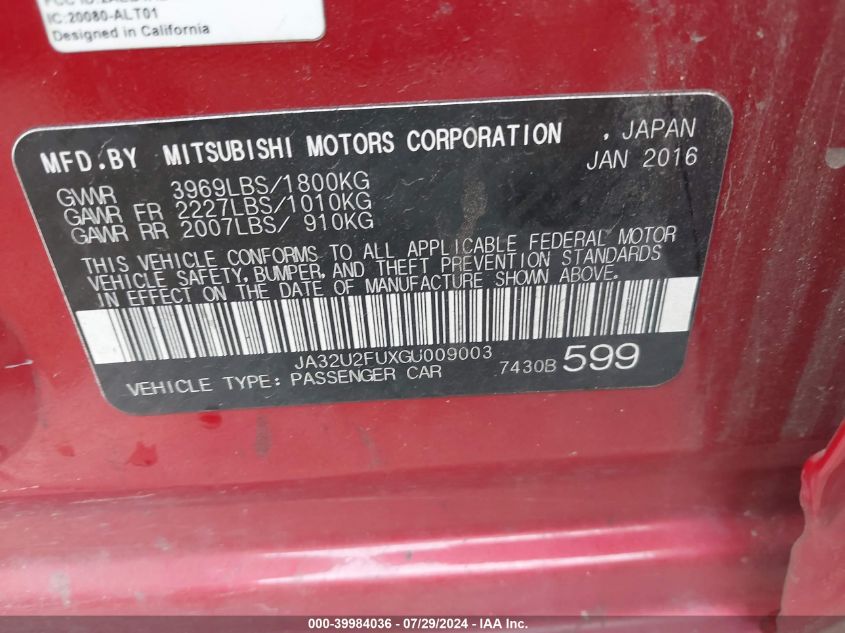 IC:20080-ALT01
Designed in California
MFD.BY MITSUBISHI MOTORS CORPORATION , JAPAN
JAN 2016
GVWR 3969LBS/1800KG
GAWR FR 2227LBS/1010KG
GAWR RR 2007LBS/ 910KG
THIS VEHICLE CONFORMS TO ALL APPLICABLE FEDERAL MOTOR
VEHICLE SAFETY, BUMPER, AND THEFT PREVENTION STANDARDS
IN EFFECT ON THE DATE OF MANUFACTURE SHOWN ABOVE.
JA32U2FUXGU009003
VEHICLE TYPE: PASSENGER CAR 7430B 599
000-39984036 - 07/29/2024 - IAA Inc.